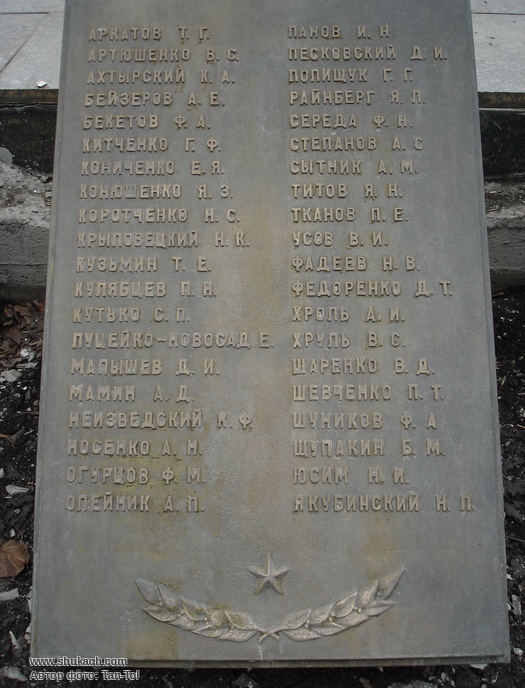 АРКАТОВ Т. Г.
АРТЮШЕНКО В. С.
АХТЫРСКИЙ К. А.
БЕЙЗЕРОВ А. Е.
БЕКЕТОВ Ф. А.
КИТЧЕНКО Г. Ф.
КОНИЧЕНКО Е. Я.
КОНЮШЕНКО Я. З.
КОРОТЧЕНКО Н. С.
КРЫЛОВЕЦКИЙ Н. К.
КУЗЬМИН Т. Е.
КУЛЯБЦЕВ П. Я.
КУТЬКО С. П.
ЛУЦЕЙКО-НОВОСАД Е.
МАЛЫШЕВ Д. И.
МАМИН А. Д.
НЕИЗВЕДСКИЙ К. Ф.
НОСЕНКО А. Н.
ОГУРЦОВ Ф. М.
ОЛЕЙНИК А. П.
ПАНОВ И. Н.
ПЕСКОВСКИЙ Д. И.
ПОЛИЩУК Г. Г.
РАЙНБЕРГ Я. П.
СЕРЕДА Ф. Н.
СТЕПАНОВ А. С.
СЫТНИК А. М.
ТИТОВ Я. Н.
ТКАНОВ П. Е.
УСОВ В. И.
ФАДЕЕВ Н. В.
ФЕДОРЕНКО Д. Т.
ХРОЛЬ А. И.
ХРУЛЬ В. С.
ШАРЕНКО В. Д.
ШЕВЧЕНКО П. Т.
ШУНИКОВ Ф. А
ЩУПАКИН Б. М.
ЮСИМ Н. И.
ЯКУБИНСКИЙ Н. П.
www.shukach.com
Автор фото: Tan-Tol